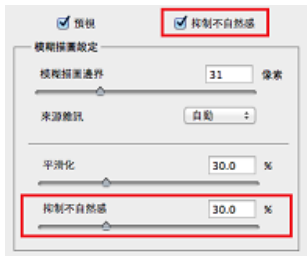 預視 抑制不自然感
模糊描圖設定
模糊描圖邊界 31 像素
來源雜訊 自動
平滑化 30.0 %
抑制不自然感 30.0 %